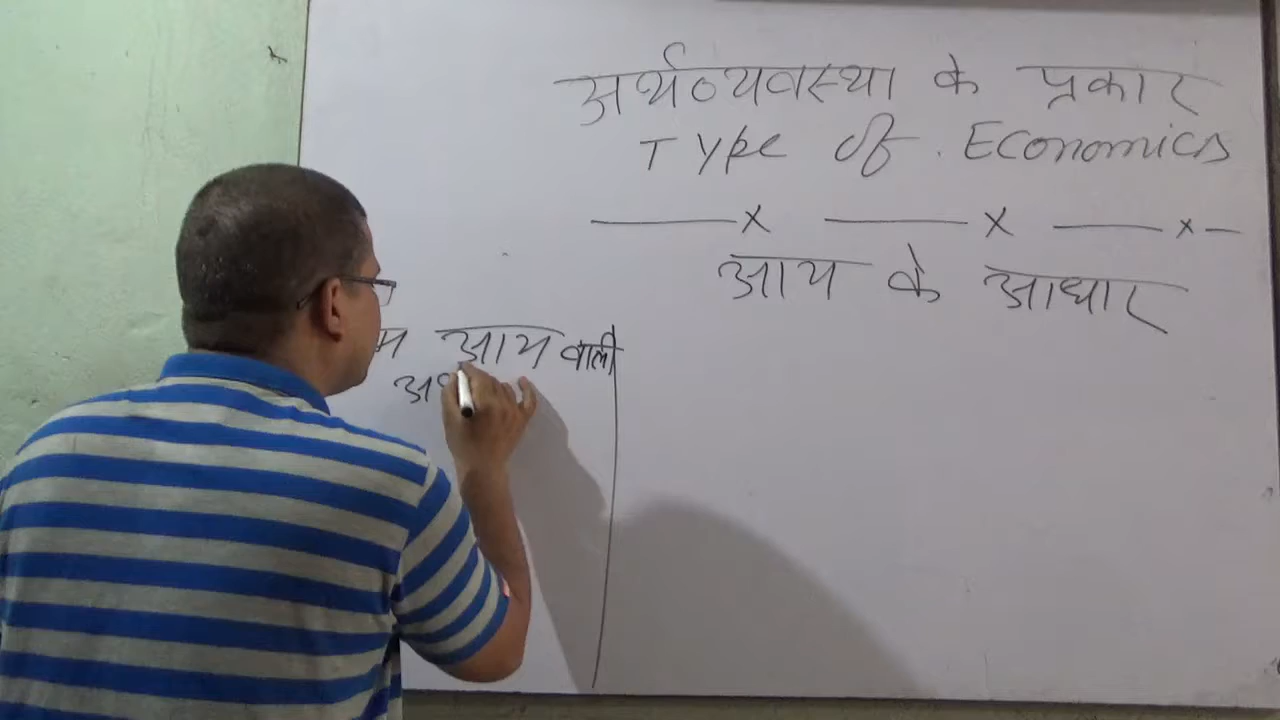 अर्थव्यवस्था के प्रकार
Type of Economics
आय के आधार
आय वाली